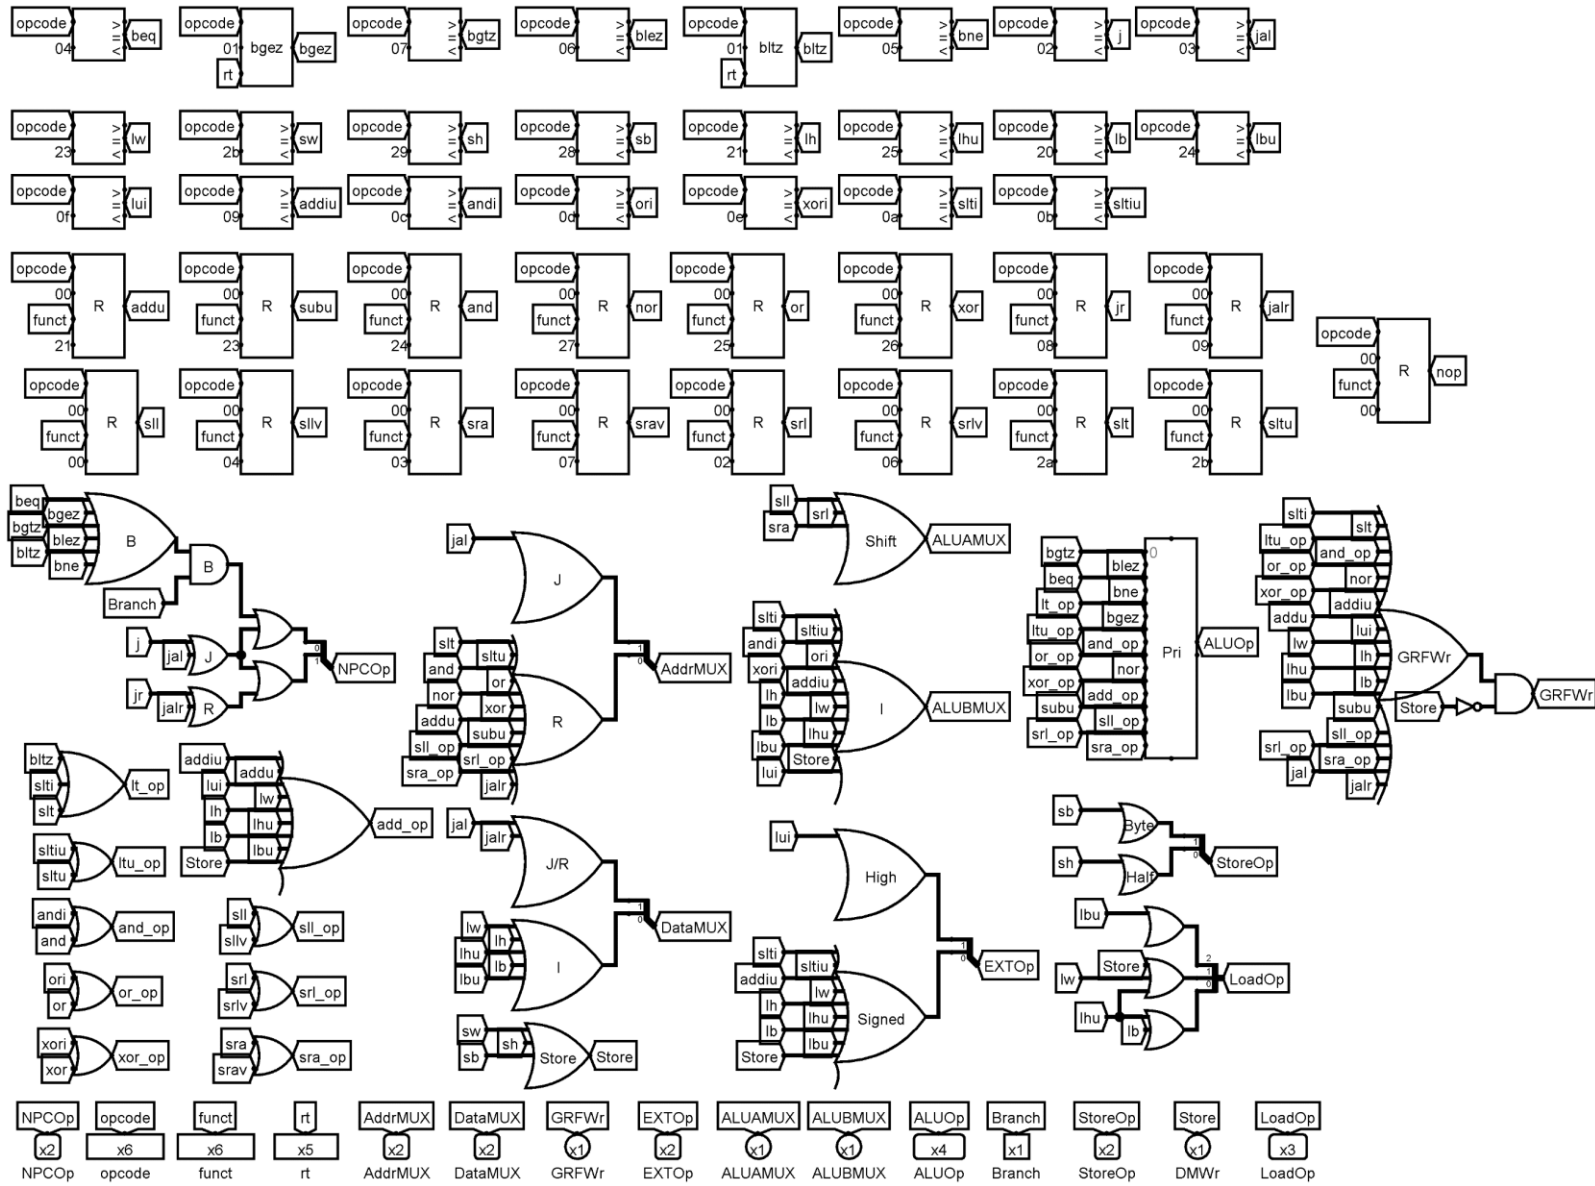 opcode 04 > = < beq
opcode 01 rt bgez bgez
opcode 07 > = < bgtz
opcode 06 > = < blez
opcode 01 rt bltz bltz
opcode 05 > = < bne
opcode 02 > = < j
opcode 03 > = < jal
opcode 23 > = < lw
opcode 2b > = < sw
opcode 29 > = < sh
opcode 28 > = < sb
opcode 21 > = < lh
opcode 25 > = < lhu
opcode 20 > = < lb
opcode 24 > = < lbu
opcode 0f > = < lui
opcode 09 > = < addiu
opcode 0c > = < andi
opcode 0d > = < ori
opcode 0e > = < xori
opcode 0a > = < slti
opcode 0b > = < sltiu
opcode 00 funct 21 R addu
opcode 00 funct 23 R subu
opcode 00 funct 24 R and
opcode 00 funct 27 R nor
opcode 00 funct 25 R or
opcode 00 funct 26 R xor
opcode 00 funct 08 R jr
opcode 00 funct 09 R jalr
opcode 00 funct 00 R nop
opcode 00 funct 00 R sll
opcode 00 funct 04 R sllv
opcode 00 funct 03 R sra
opcode 00 funct 07 R srav
opcode 00 funct 02 R srl
opcode 00 funct 06 R srlv
opcode 00 funct 2a R slt
opcode 00 funct 2b R sltu
beq
bgez
bgtz
blez
bltz
bne
B
B
Branch
j
jal
J
jr
jalr
R
0
1
NPCOp
jal
J
slt
sltu
and
or
nor
xor
addu
subu
sll_op
srl_op
sra_op
jalr
R
1
0
AddrMUX
sll
srl
sra
Shift
ALUAMUX
slti
sltiu
ori
xori
addiu
lh
lw
lb
lhu
lbu
Store
lui
I
ALUBMUX
bgtz
blez
beq
bne
lt_op
bgez
ltu_op
and_op
or_op
nor
xor_op
add_op
subu
sll_op
srl_op
sra_op
0
Pri
ALUOp
slti
slt
ltu_op
and_op
or_op
nor
xor_op
addiu
addu
lui
lw
lh
lhu
lb
lbu
subu
sll_op
srl_op
sra_op
jal
jalr
GRFWr
Store
GRFWr
bltz
slti
slt
lt_op
sltiu
sltu
ltu_op
andi
and
and_op
ori
or
or_op
xori
xor
xor_op
addiu
addu
lui
lw
lh
lhu
lb
lbu
Store
add_op
sll
sllv
sll_op
srl
srlv
srl_op
sra
srav
sra_op
jal
jalr
J/R
lw
lh
lhu
lb
lbu
I
1
0
DataMUX
sw
sh
sb
Store
Store
lui
High
slti
sltiu
addiu
lw
lh
lhu
lb
lbu
Store
Signed
1
0
EXTOp
sb
Byte
sh
Half
1
0
StoreOp
lbu
Store
lw
lhu
lb
2
1
0
LoadOp
NPCOp opcode funct rt AddrMUX DataMUX GRFWr EXTOp ALUAMUX ALUBMUX ALUOp Branch StoreOp Store LoadOp
x2 x6 x6 x5 x2 x2 x1 x2 x1 x1 x4 x1 x2 x1 x3
NPCOp opcode funct rt AddrMUX DataMUX GRFWr EXTOp ALUAMUX ALUBMUX ALUOp Branch StoreOp DMWr LoadOp